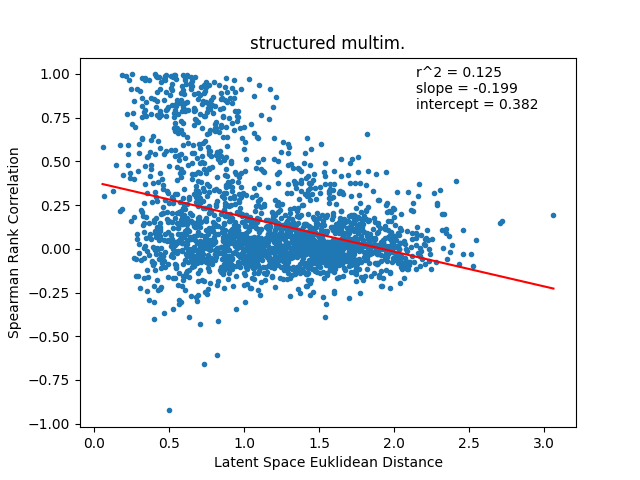 structured multim.
r^2 = 0.125
slope = -0.199
intercept = 0.382
1.00
0.75
0.50
0.25
0.00
−0.25
−0.50
−0.75
−1.00
Spearman Rank Correlation
0.0 0.5 1.0 1.5 2.0 2.5 3.0
Latent Space Euklidean Distance